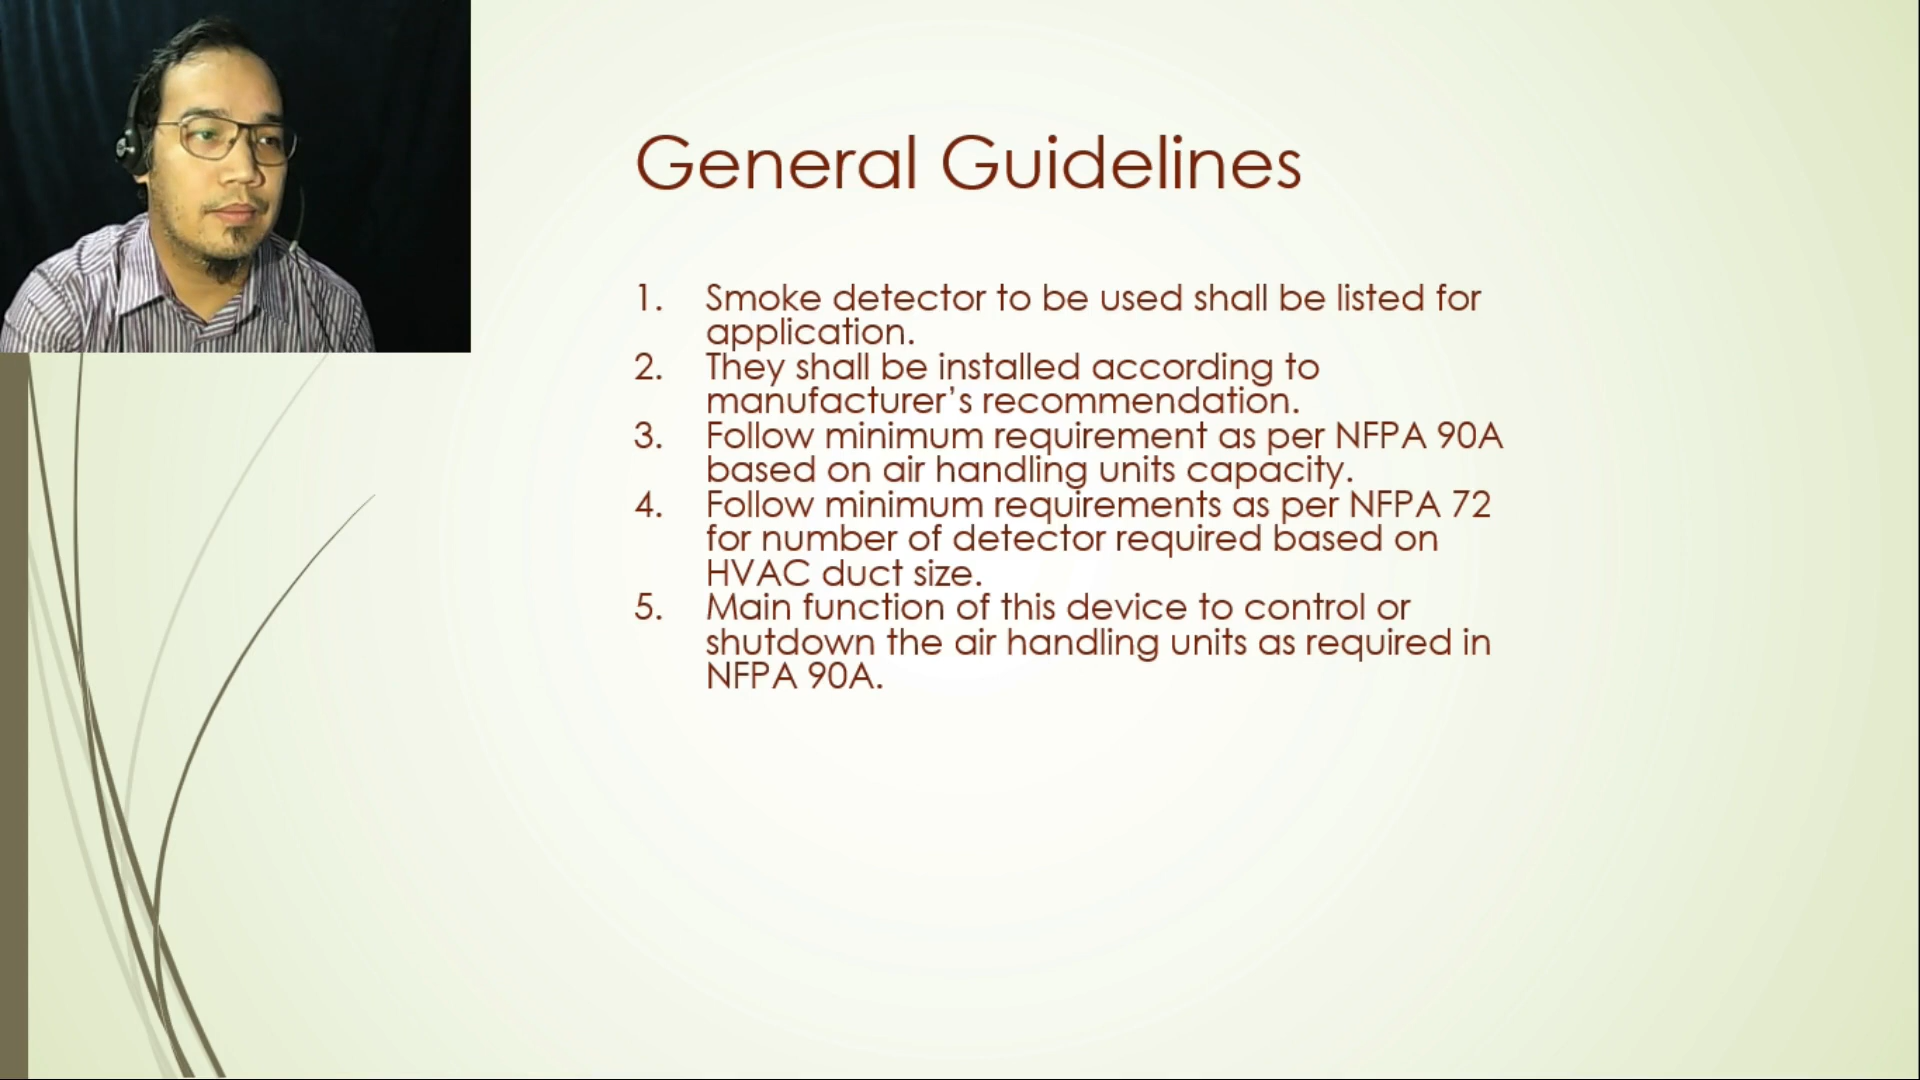 General Guidelines
1. Smoke detector to be used shall be listed for
application.
2. They shall be installed according to
manufacturer’s recommendation.
3. Follow minimum requirement as per NFPA 90A
based on air handling units capacity.
4. Follow minimum requirements as per NFPA 72
for number of detector required based on
HVAC duct size.
5. Main function of this device to control or
shutdown the air handling units as required in
NFPA 90A.